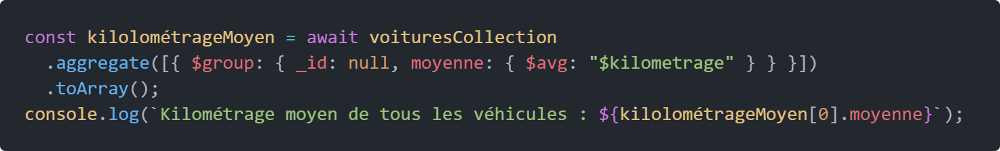 const kilolométrageMoyen = await voituresCollection
  .aggregate([{ $group: { _id: null, moyenne: { $avg: "$kilometrage" } } }])
  .toArray();
console.log(`Kilométrage moyen de tous les véhicules : ${kilolométrageMoyen[0].moyenne}`);